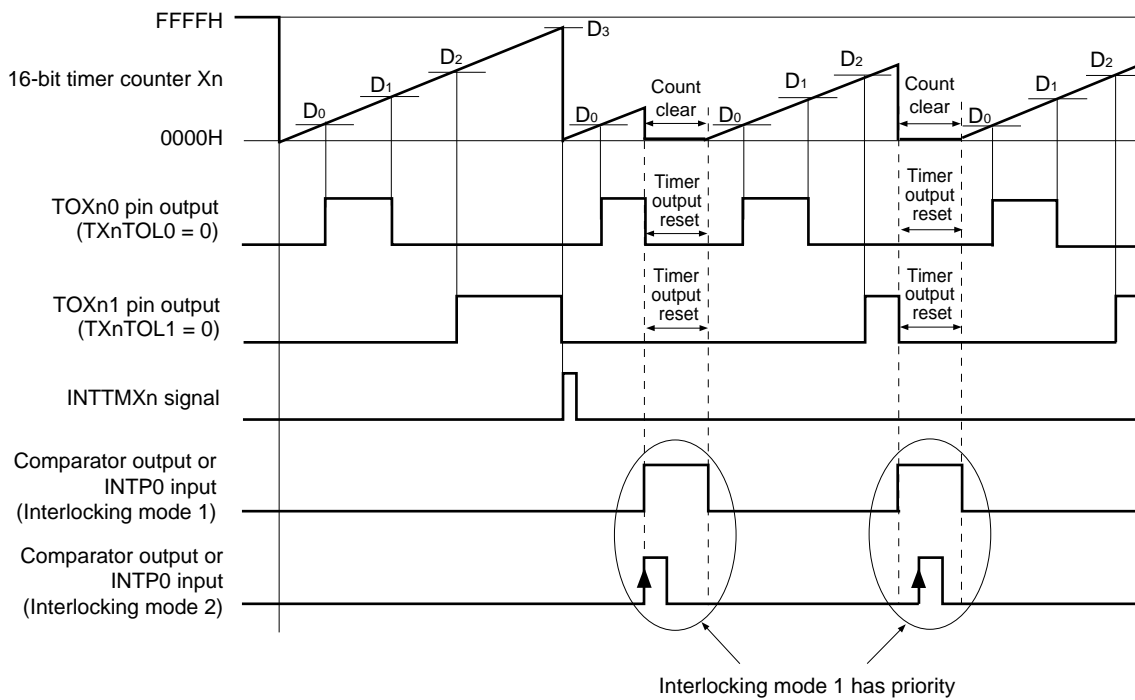 FFFFH
16-bit timer counter Xn
0000H
D0
D1
D2
D3
D0
Count
clear
D0
D1
D2
Count
clear
D0
D1
D2
TOXn0 pin output
(TXnTOL0 = 0)
Timer
output
reset
Timer
output
reset
TOXn1 pin output
(TXnTOL1 = 0)
Timer
output
reset
Timer
output
reset
INTTMXn signal
Comparator output or
INTP0 input
(Interlocking mode 1)
Comparator output or
INTP0 input
(Interlocking mode 2)
Interlocking mode 1 has priority